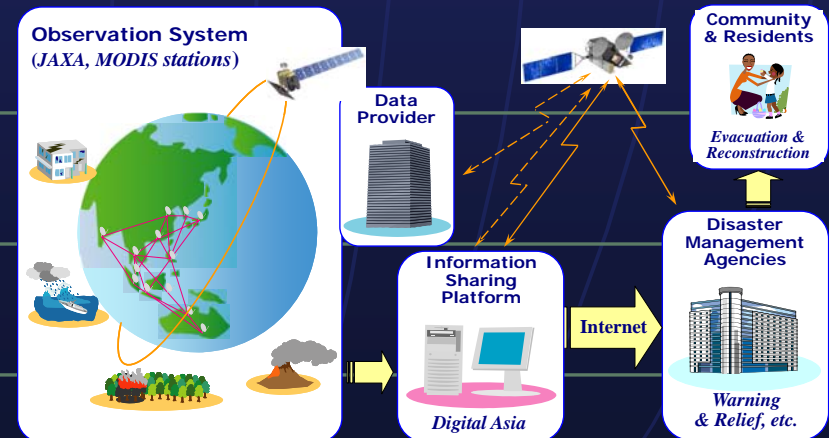 Observation System
(JAXA, MODIS stations)
Data
Provider
Information
Sharing
Platform
Digital Asia
Internet
Community
& Residents
Evacuation &
Reconstruction
Disaster
Management
Agencies
Warning
& Relief, etc.